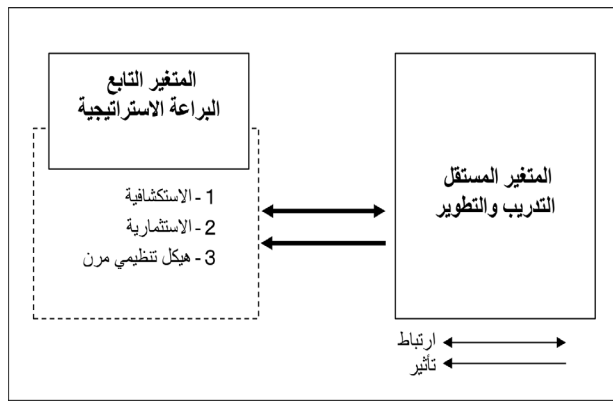 المتغير المستقل
التدريب والتطوير
المتغير التابع
البراعة الاستراتيجية
1 - الاستكشافية
2 - الاستثمارية
3 - هيكل تنظيمي مرن
ارتباط
تأثير